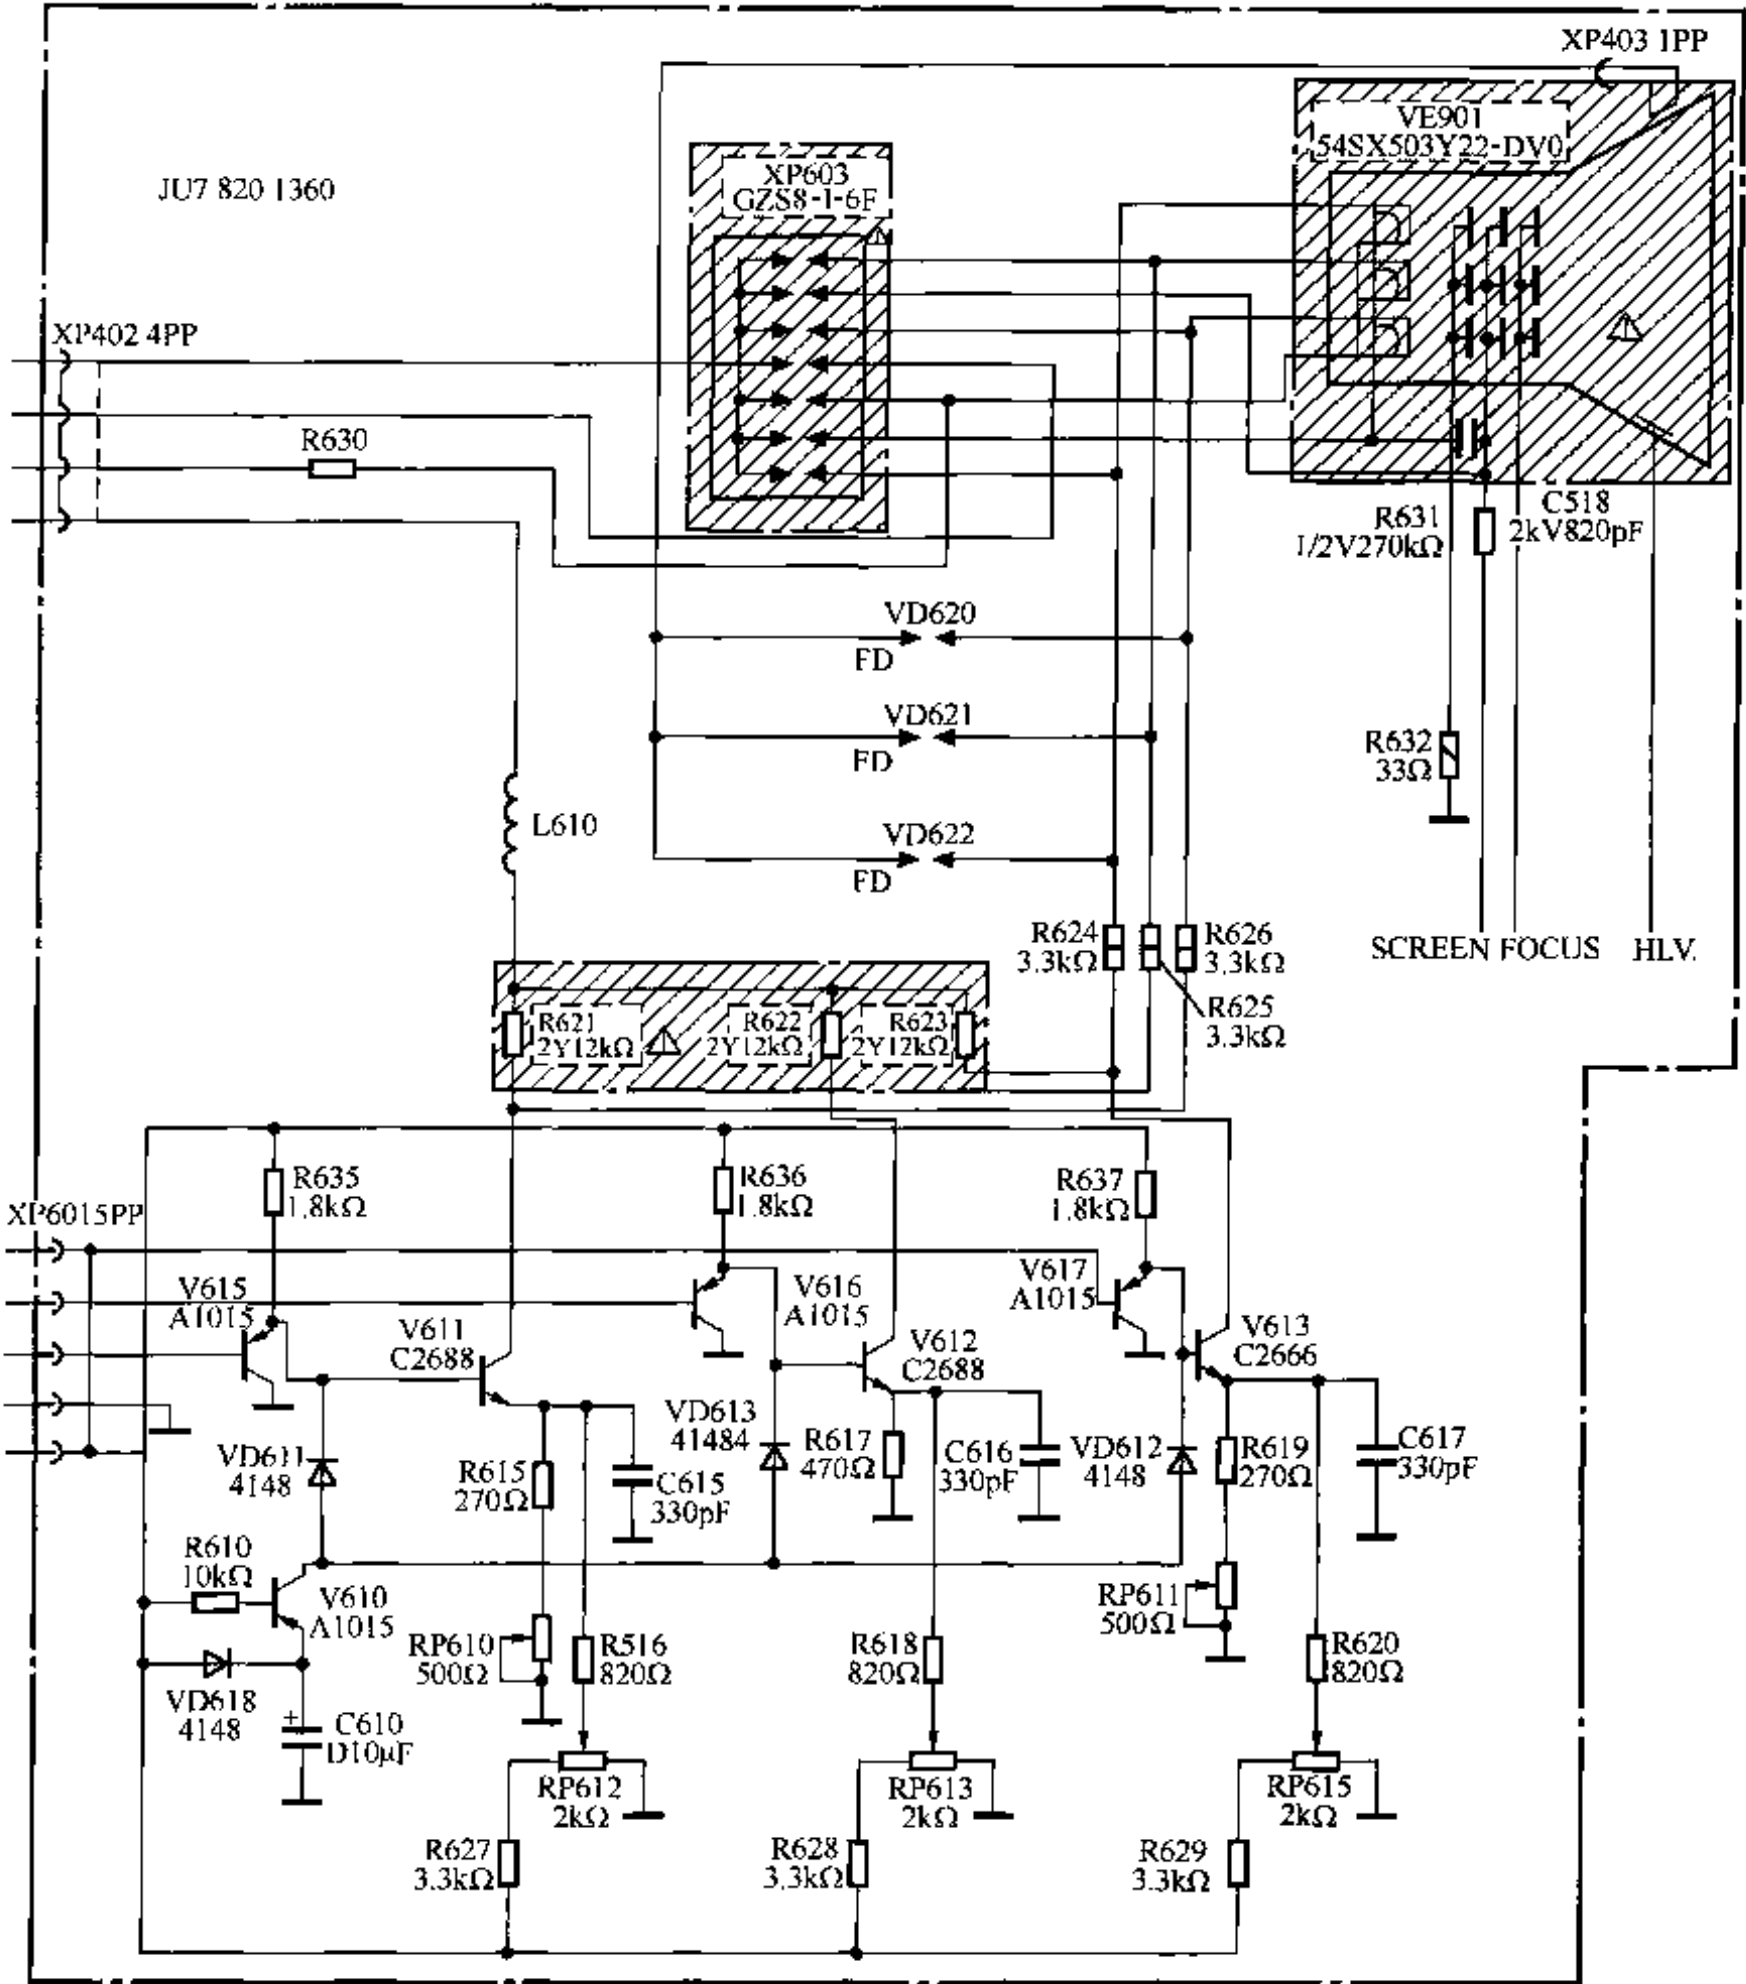 XP403 1PP
VE901
54SX503Y22-DV0
XP603
GZS8-1-6F
JU7 820 1360
XP402 4PP
R630
C518
2kV820pF
R631
1/2V270kΩ
VD620
FD
VD621
FD
R632
33Ω
L610
VD622
FD
R624
3.3kΩ
R626
3.3kΩ
SCREEN FOCUS HLV.
R625
3.3kΩ
R621
2Y12kΩ
R622
2Y12kΩ
R623
2Y12kΩ
R635
1.8kΩ
R636
1.8kΩ
R637
1.8kΩ
XP6015PP
V615
A1015
V611
C2688
V616
A1015
V612
C2688
V617
A1015
V613
C2666
VD611
4148
R615
270Ω
C615
330pF
VD613
41484
R617
470Ω
C616
330pF
VD612
4148
R619
270Ω
C617
330pF
R610
10kΩ
V610
A1015
RP610
500Ω
R516
820Ω
R618
820Ω
RP611
500Ω
R620
820Ω
VD618
4148
+
C610
D10μF
RP612
2kΩ
RP613
2kΩ
RP615
2kΩ
R627
3.3kΩ
R628
3.3kΩ
R629
3.3kΩ